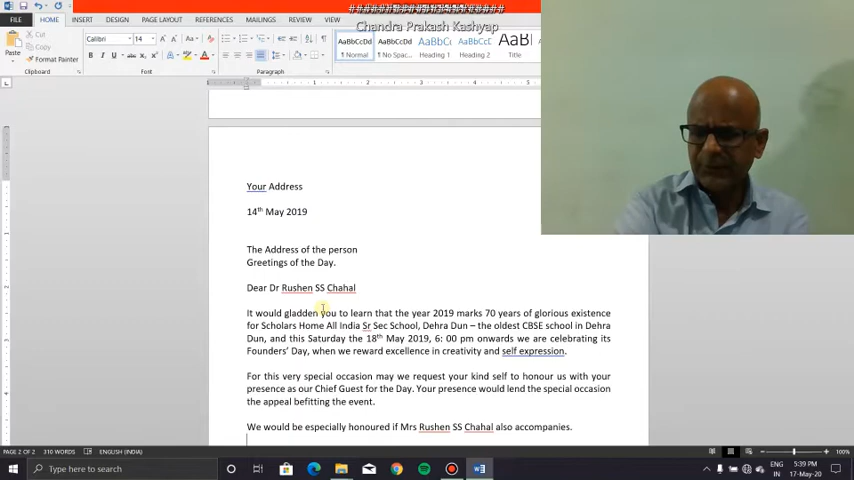 ####################
Chandra Prakash Kashyap
FILE HOME INSERT DESIGN PAGE LAYOUT REFERENCES MAILINGS REVIEW VIEW
Cut
Copy
Format Painter
Paste
Calibri 14
AaBbCcDd AaBbCcDd AaBbCc AaBbCcD AaB
¶ Normal ¶ No Spac... Heading 1 Heading 2 Title
Clipboard Font Paragraph
Your Address
14th May 2019
The Address of the person
Greetings of the Day.
Dear Dr Rushen SS Chahal
It would gladden you to learn that the year 2019 marks 70 years of glorious existence
for Scholars Home All India Sr Sec School, Dehra Dun – the oldest CBSE school in Dehra
Dun, and this Saturday the 18th May 2019, 6: 00 pm onwards we are celebrating its
Founders' Day, when we reward excellence in creativity and self expression.
For this very special occasion may we request your kind self to honour us with your
presence as our Chief Guest for the Day. Your presence would lend the special occasion
the appeal befitting the event.
We would be especially honoured if Mrs Rushen SS Chahal also accompanies.
PAGE 2 OF 2 310 WORDS ENGLISH (INDIA) 100%
Type here to search
ENG 5:39 PM
IN 17-May-20